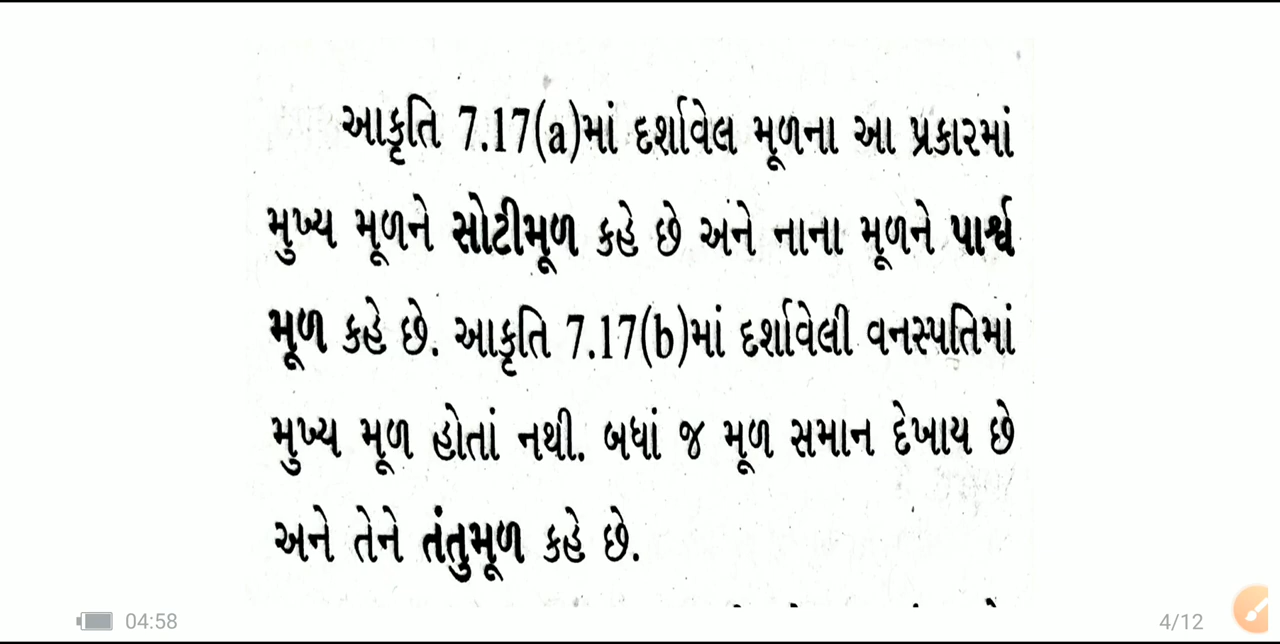 આકૃતિ 7.17(a)માં દર્શાવેલ મૂળના આ પ્રકારમાં
મુખ્ય મૂળને સોટીમૂળ કહે છે અને નાના મૂળને પાર્શ્વ
મૂળ કહે છે. આકૃતિ 7.17(b)માં દર્શાવેલી વનસ્પતિમાં
મુખ્ય મૂળ હોતાં નથી. બધાં જ મૂળ સમાન દેખાય છે
અને તેને તંતુમૂળ કહે છે.
04:58
4/12